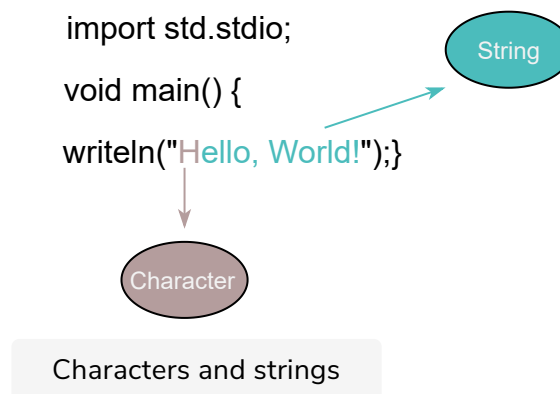 import std.stdio;
String
void main() {
writeln("Hello, World!");}
Character
Characters and strings